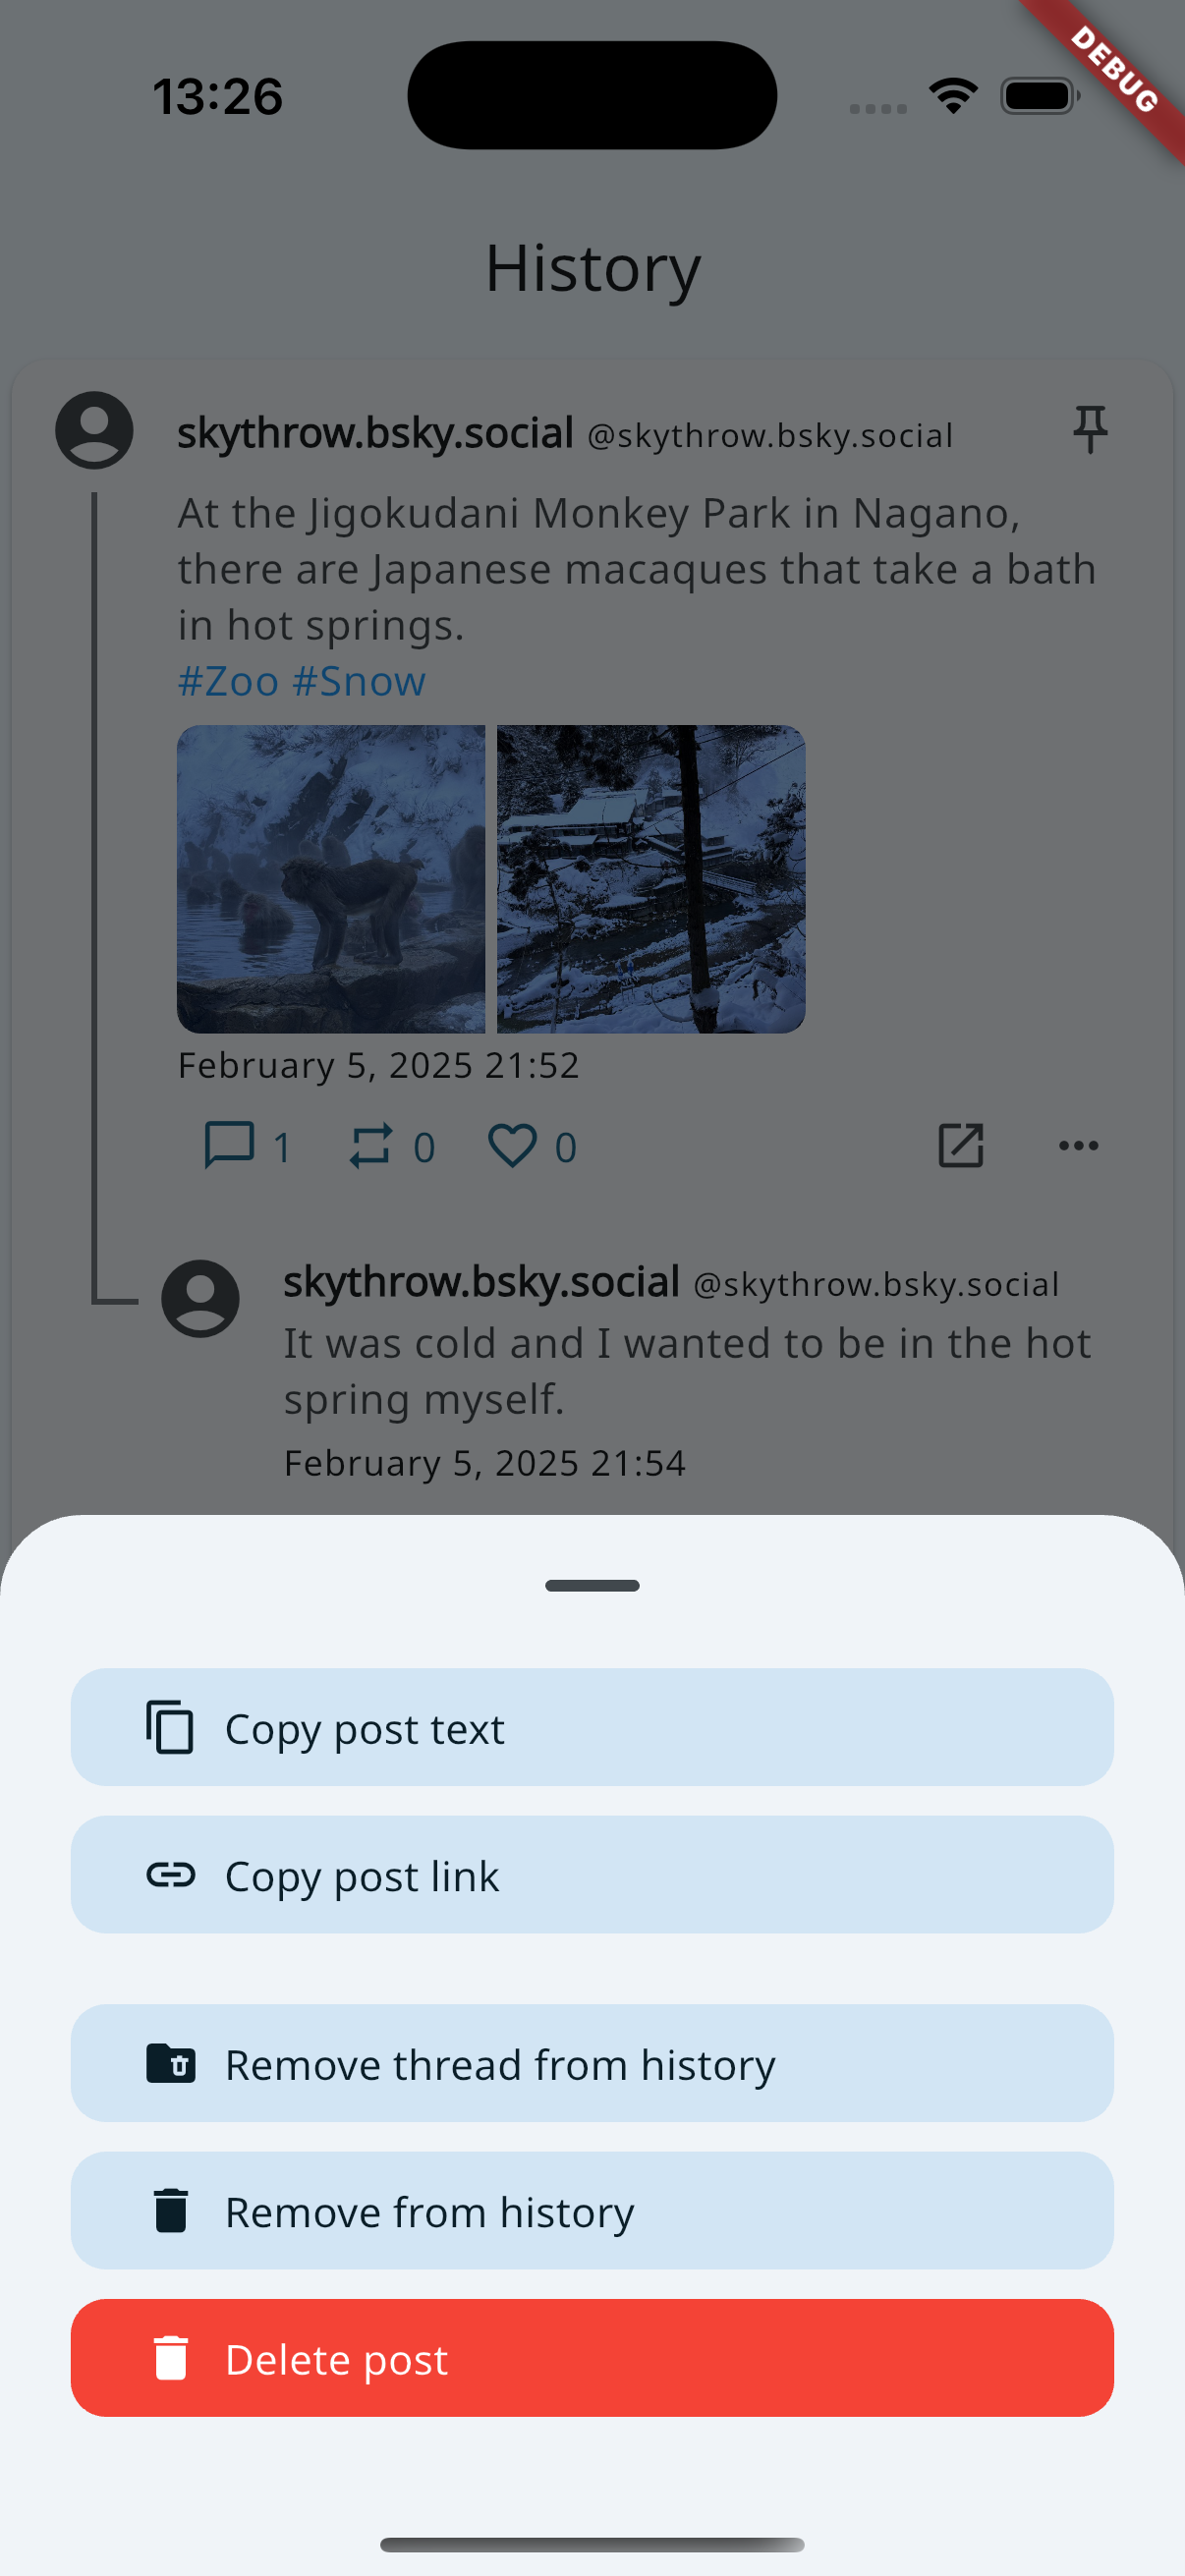 13:26
DEBUG
History
skythrow.bsky.social @skythrow.bsky.social
At the Jigokudani Monkey Park in Nagano,
there are Japanese macaques that take a bath
in hot springs.
#Zoo #Snow
February 5, 2025 21:52
1 0 0
skythrow.bsky.social @skythrow.bsky.social
It was cold and I wanted to be in the hot
spring myself.
February 5, 2025 21:54
Copy post text
Copy post link
Remove thread from history
Remove from history
Delete post